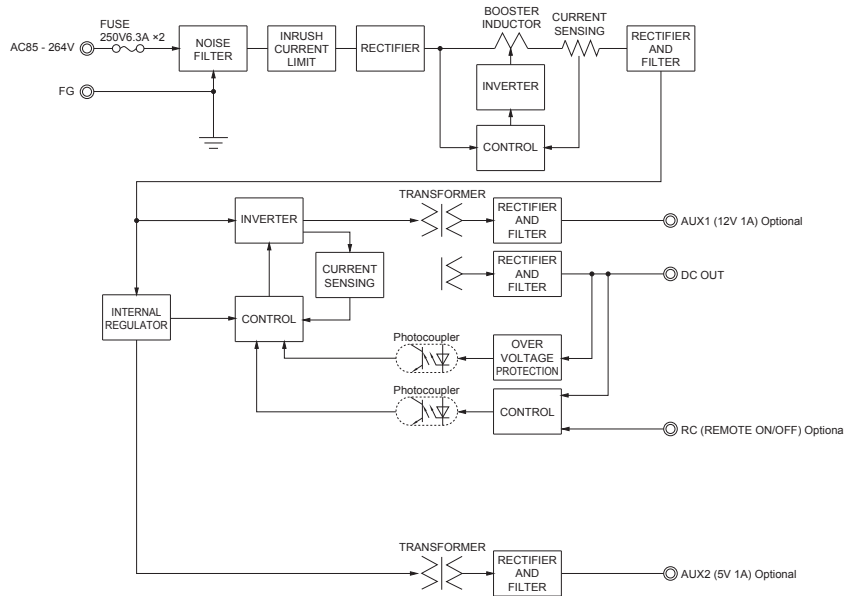 FUSE
250V6.3A ×2
AC85 - 264V
NOISE
FILTER
INRUSH
CURRENT
LIMIT
RECTIFIER
BOOSTER
INDUCTOR
CURRENT
SENSING
RECTIFIER
AND
FILTER
FG
INVERTER
CONTROL
TRANSFORMER
INVERTER
RECTIFIER
AND
FILTER
AUX1 (12V 1A) Optional
CURRENT
SENSING
RECTIFIER
AND
FILTER
DC OUT
INTERNAL
REGULATOR
CONTROL
Photocoupler
OVER
VOLTAGE
PROTECTION
Photocoupler
CONTROL
RC (REMOTE ON/OFF) Optiona
TRANSFORMER
RECTIFIER
AND
FILTER
AUX2 (5V 1A) Optional